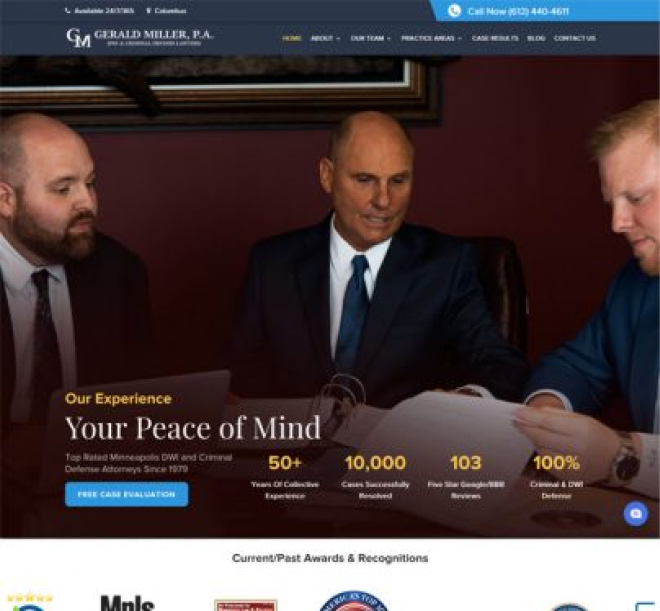 Available 24/7/365 Columbus
Call Now (612) 440-4611
GM GERALD MILLER, P.A.
DWI & CRIMINAL DEFENSE LAWYERS
HOME ABOUT OUR TEAM PRACTICE AREAS CASE RESULTS BLOG CONTACT US
Our Experience
Your Peace of Mind
Top Rated Minneapolis DWI and Criminal
Defense Attorneys Since 1979
FREE CASE EVALUATION
50+
Years Of Collective
Experience
10,000
Cases Successfully
Resolved
103
Five Star Google/BBB
Reviews
100%
Criminal & DWI
Defense
Current/Past Awards & Recognitions
Mpls